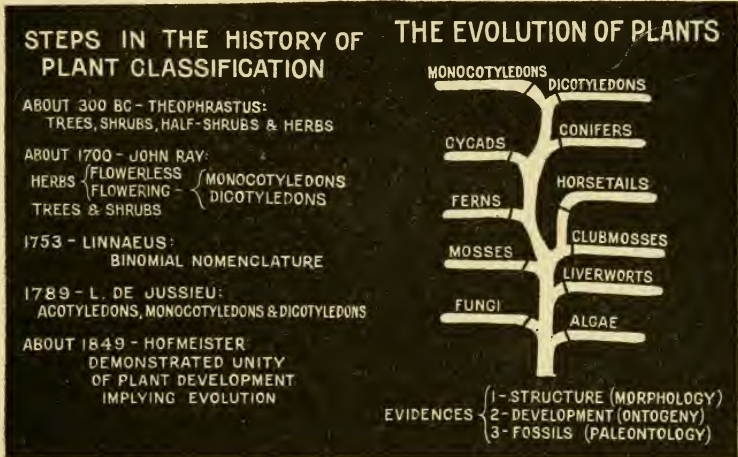 STEPS IN THE HISTORY OF
PLANT CLASSIFICATION
ABOUT 300 BC - THEOPHRASTUS:
TREES, SHRUBS, HALF-SHRUBS & HERBS
ABOUT 1700 - JOHN RAY:
HERBS { FLOWERLESS
FLOWERING - { MONOCOTYLEDONS
DICOTYLEDONS
TREES & SHRUBS
1753 - LINNAEUS:
BINOMIAL NOMENCLATURE
1789 - L. DE JUSSIEU:
ACOTYLEDONS, MONOCOTYLEDONS & DICOTYLEDONS
ABOUT 1849 - HOFMEISTER
DEMONSTRATED UNITY
OF PLANT DEVELOPMENT
IMPLYING EVOLUTION
THE EVOLUTION OF PLANTS
MONOCOTYLEDONS
DICOTYLEDONS
CONIFERS
CYCADS
HORSETAILS
FERNS
CLUBMOSSES
MOSSES
LIVERWORTS
FUNGI
ALGAE
EVIDENCES { 1 - STRUCTURE (MORPHOLOGY)
2 - DEVELOPMENT (ONTOGENY)
3 - FOSSILS (PALEONTOLOGY)